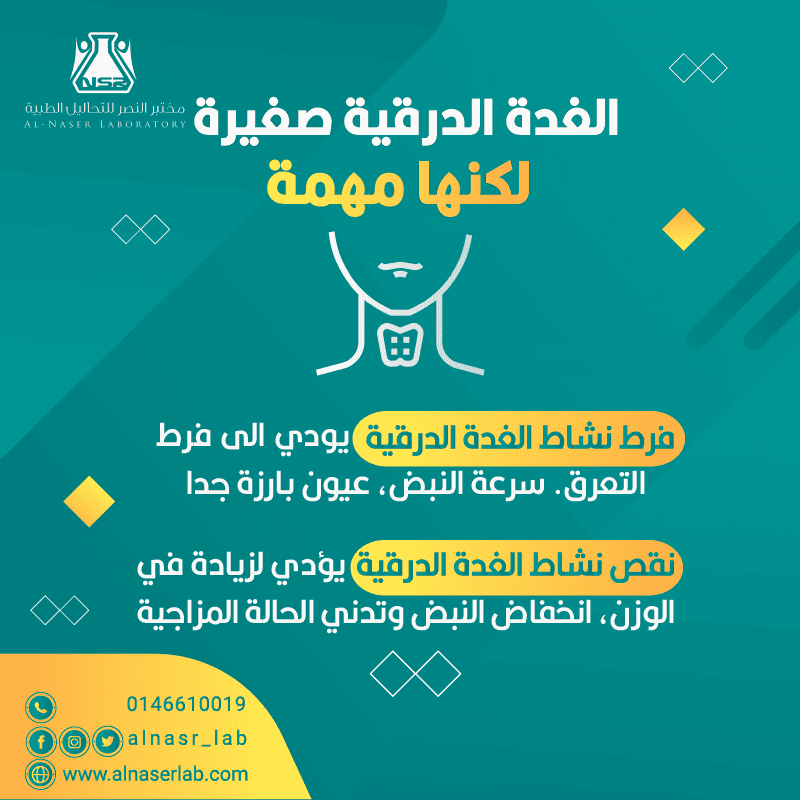 NSR
مختبر النصر للتحاليل الطبية
AL-NASER LABORATORY
الغدة الدرقية صغيرة
لكنها مهمة
فرط نشاط الغدة الدرقية يودي الى فرط
التعرق. سرعة النبض، عيون بارزة جدا
نقص نشاط الغدة الدرقية يؤدي لزيادة في
الوزن، انخفاض النبض وتدني الحالة المزاجية
0146610019
alnasr_lab
www.alnaserlab.com